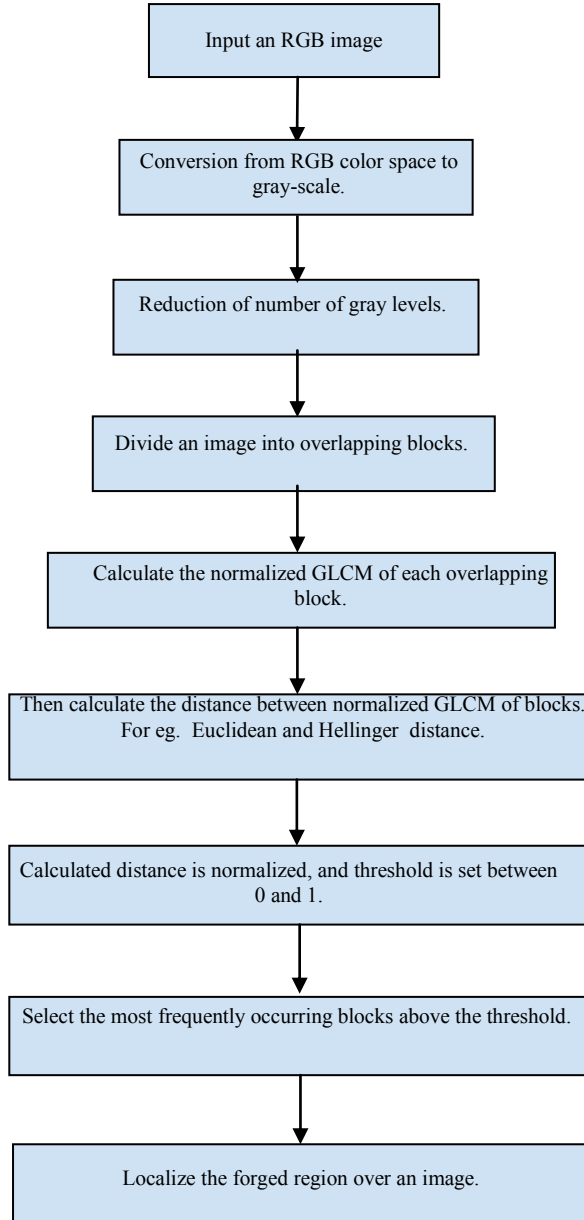 Input an RGB image
Conversion from RGB color space to
gray-scale.
Reduction of number of gray levels.
Divide an image into overlapping blocks.
Calculate the normalized GLCM of each overlapping
block.
Then calculate the distance between normalized GLCM of blocks.
For eg. Euclidean and Hellinger distance.
Calculated distance is normalized, and threshold is set between
0 and 1.
Select the most frequently occurring blocks above the threshold.
Localize the forged region over an image.